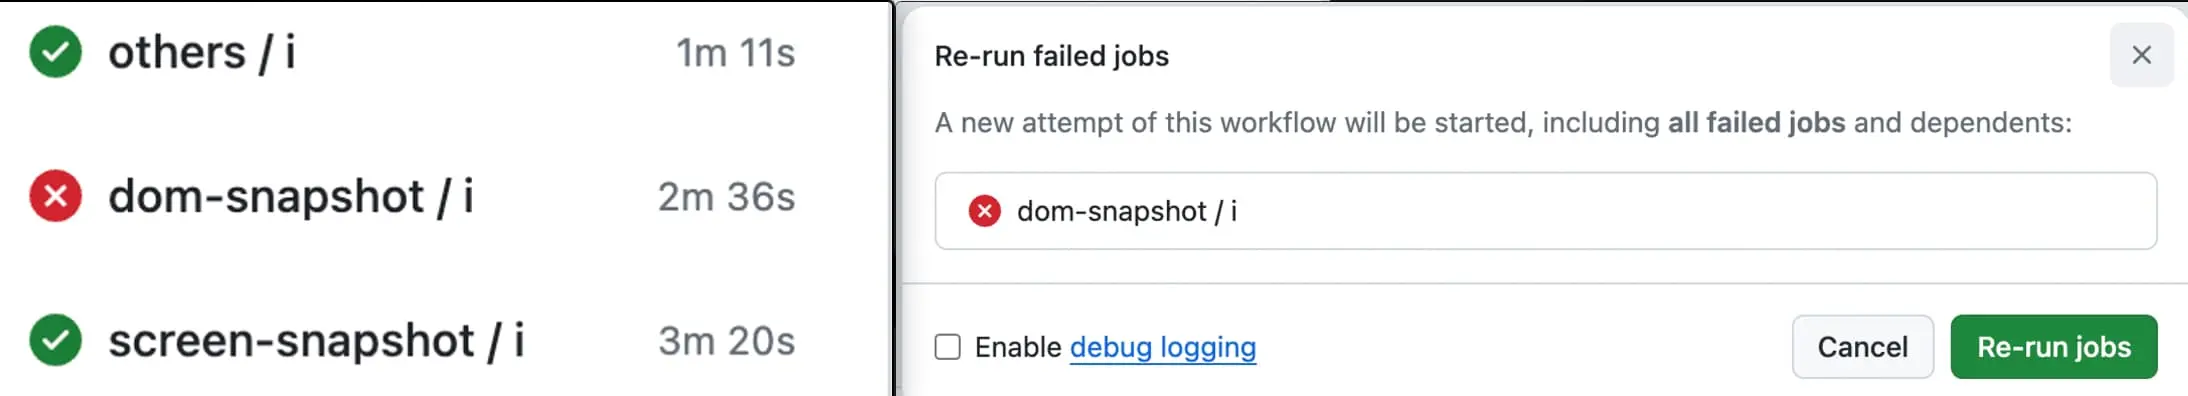 others / i 1m 11s
dom-snapshot / i 2m 36s
screen-snapshot / i 3m 20s
Re-run failed jobs
A new attempt of this workflow will be started, including all failed jobs and dependents:
dom-snapshot / i
Enable debug logging
Cancel
Re-run jobs